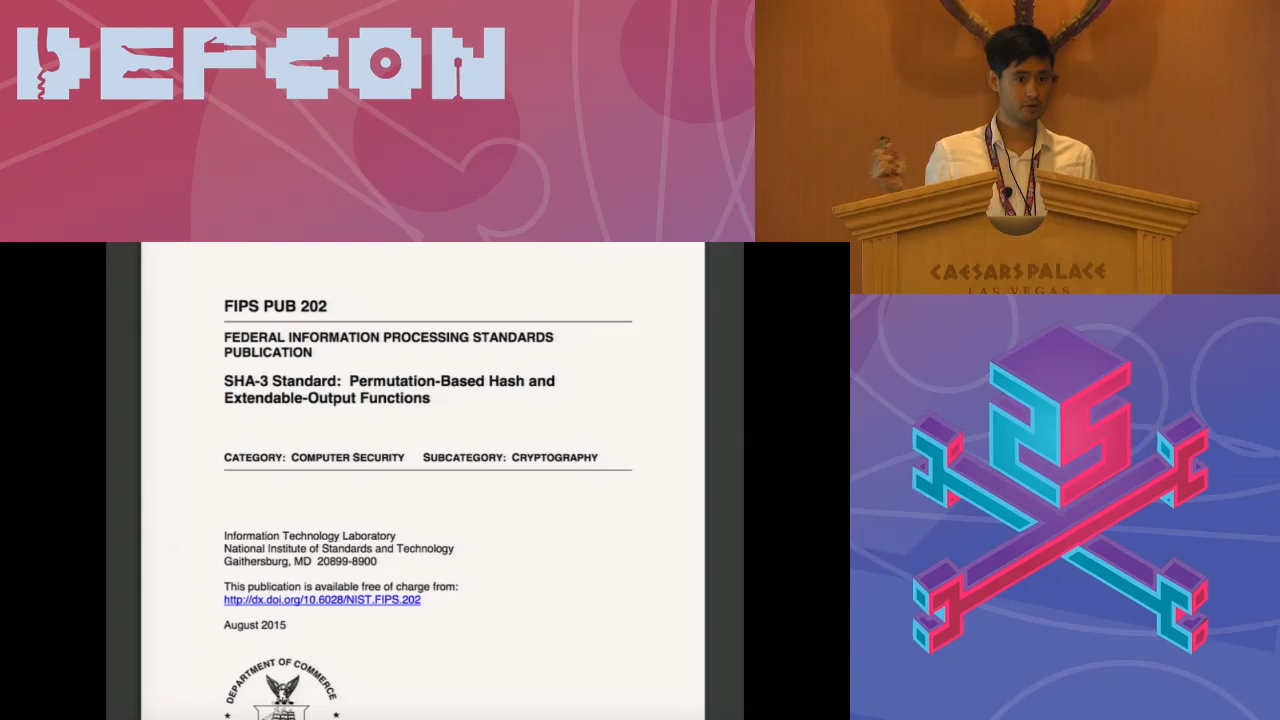 DEFCON
CAESARS PALACE
LAS VEGAS
FIPS PUB 202
FEDERAL INFORMATION PROCESSING STANDARDS
PUBLICATION
SHA-3 Standard: Permutation-Based Hash and
Extendable-Output Functions
CATEGORY: COMPUTER SECURITY SUBCATEGORY: CRYPTOGRAPHY
Information Technology Laboratory
National Institute of Standards and Technology
Gaithersburg, MD 20899-8900
This publication is available free of charge from:
http://dx.doi.org/10.6028/NIST.FIPS.202
August 2015
DEPARTMENT OF COMMERCE
25